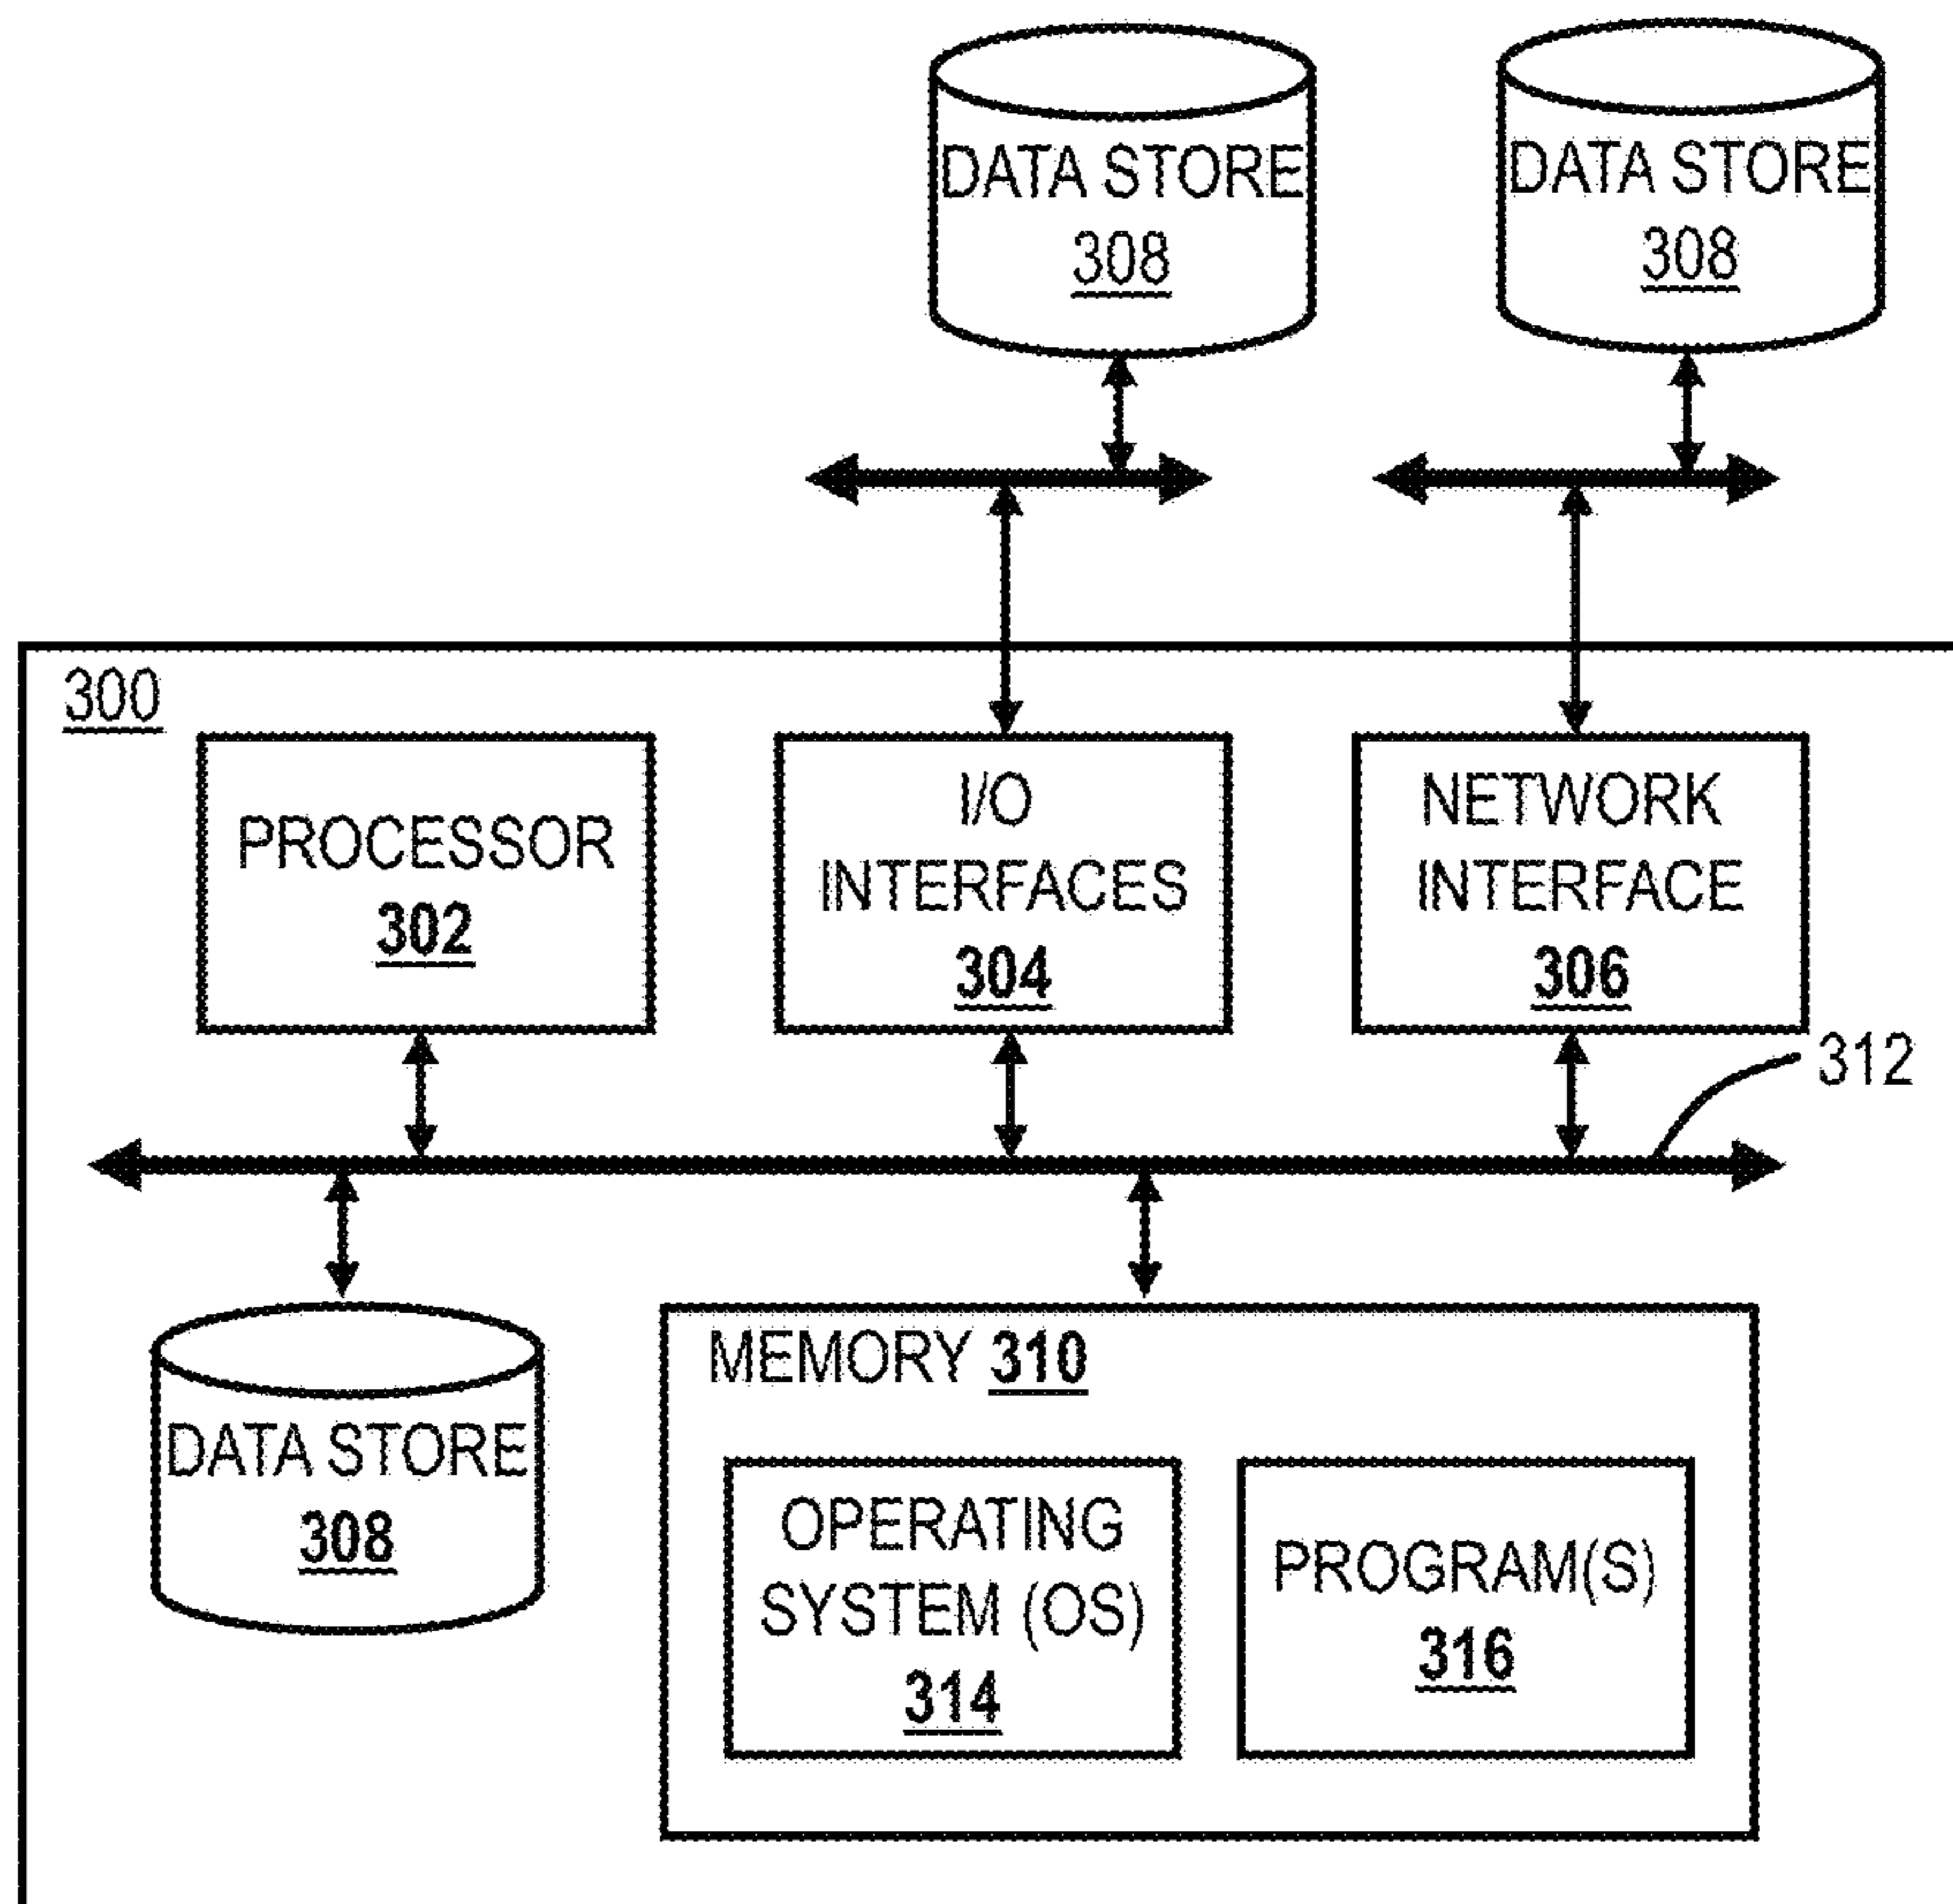 DATA STORE
308
DATA STORE
308
300
PROCESSOR
302
I/O
INTERFACES
304
NETWORK
INTERFACE
306
312
DATA STORE
308
MEMORY 310
OPERATING
SYSTEM (OS)
314
PROGRAM(S)
316